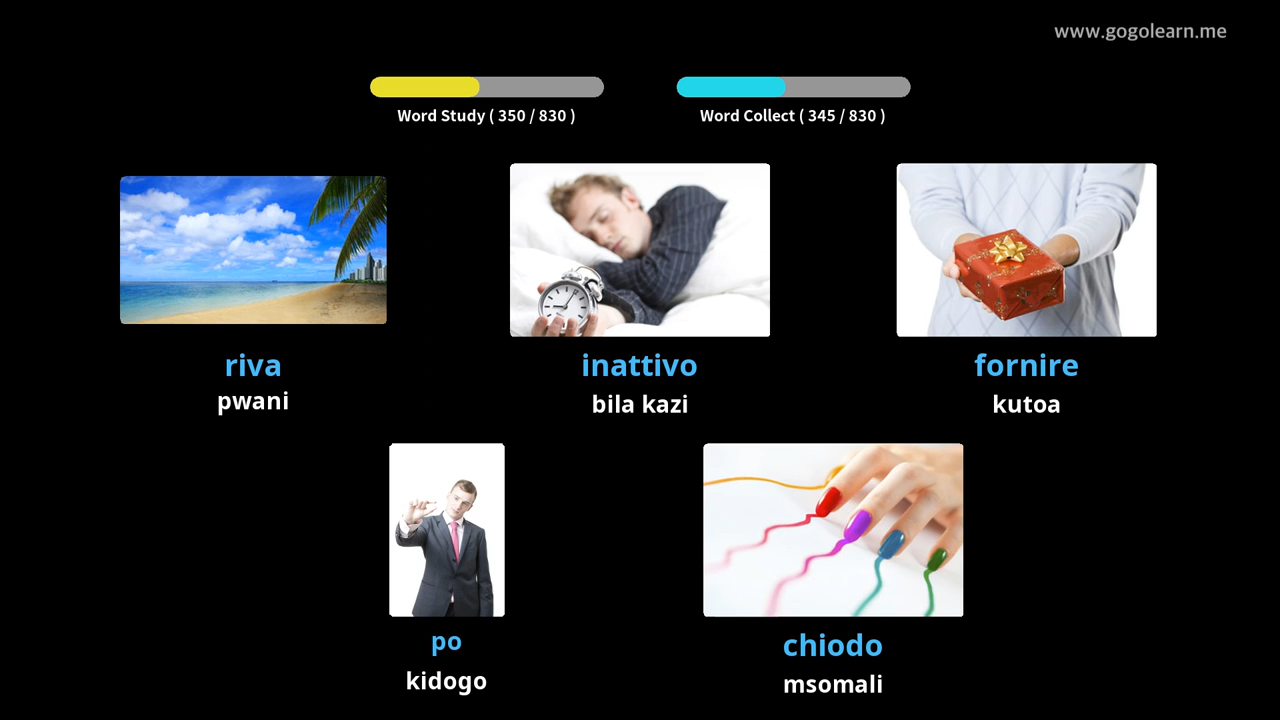 www.gogolearn.me
Word Study ( 350 / 830 )
Word Collect ( 345 / 830 )
riva
pwani
inattivo
bila kazi
fornire
kutoa
po
kidogo
chiodo
msomali